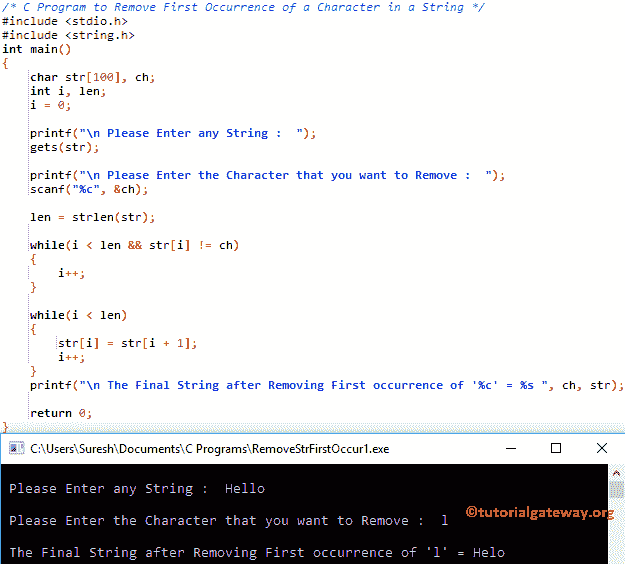 /* C Program to Remove First Occurrence of a Character in a String */
#include <stdio.h>
#include <string.h>
int main()
{
    char str[100], ch;
    int i, len;
    i = 0;

    printf("\n Please Enter any String :  ");
    gets(str);

    printf("\n Please Enter the Character that you want to Remove :  ");
    scanf("%c", &ch);

    len = strlen(str);

    while(i < len && str[i] != ch)
    {
        i++;
    }

    while(i < len)
    {
        str[i] = str[i + 1];
        i++;
    }
    printf("\n The Final String after Removing First occurrence of '%c' = %s ", ch, str);

    return 0;
}
C:\Users\Suresh\Documents\C Programs\RemoveStrFirstOccur1.exe
Please Enter any String :  Hello
©tutorialgateway.org
Please Enter the Character that you want to Remove :  l
The Final String after Removing First occurrence of 'l' = Helo